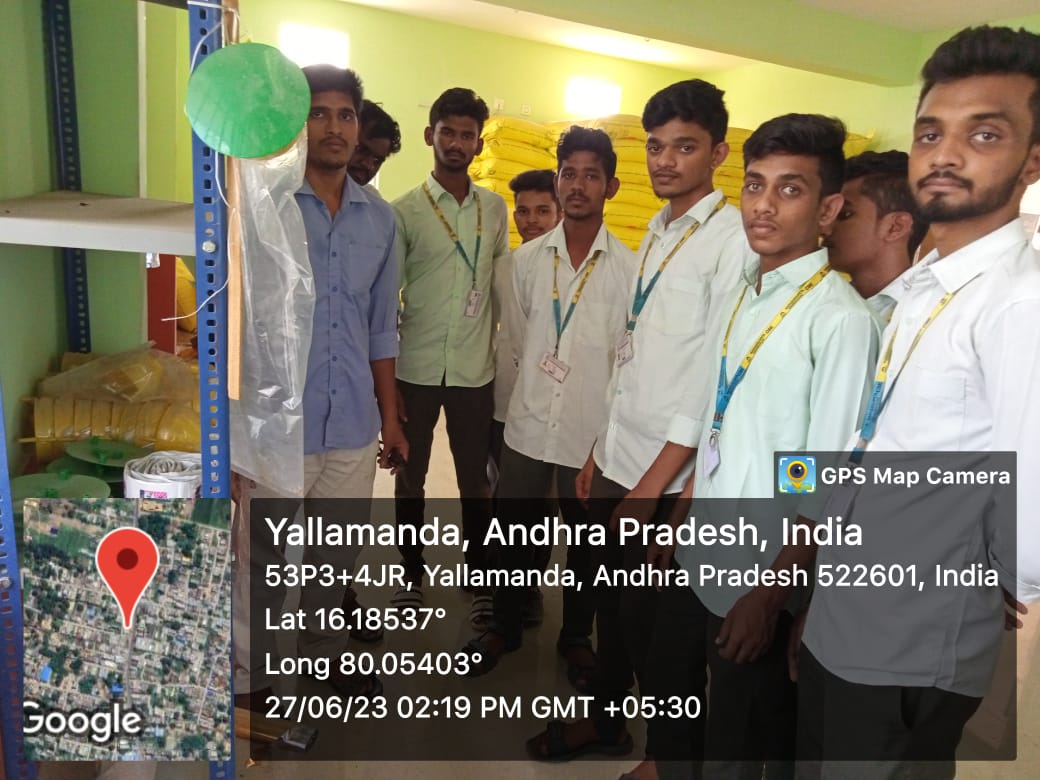 GPS Map Camera
Yallamanda, Andhra Pradesh, India
53P3+4JR, Yallamanda, Andhra Pradesh 522601, India
Lat 16.18537°
Long 80.05403°
27/06/23 02:19 PM GMT +05:30
Google